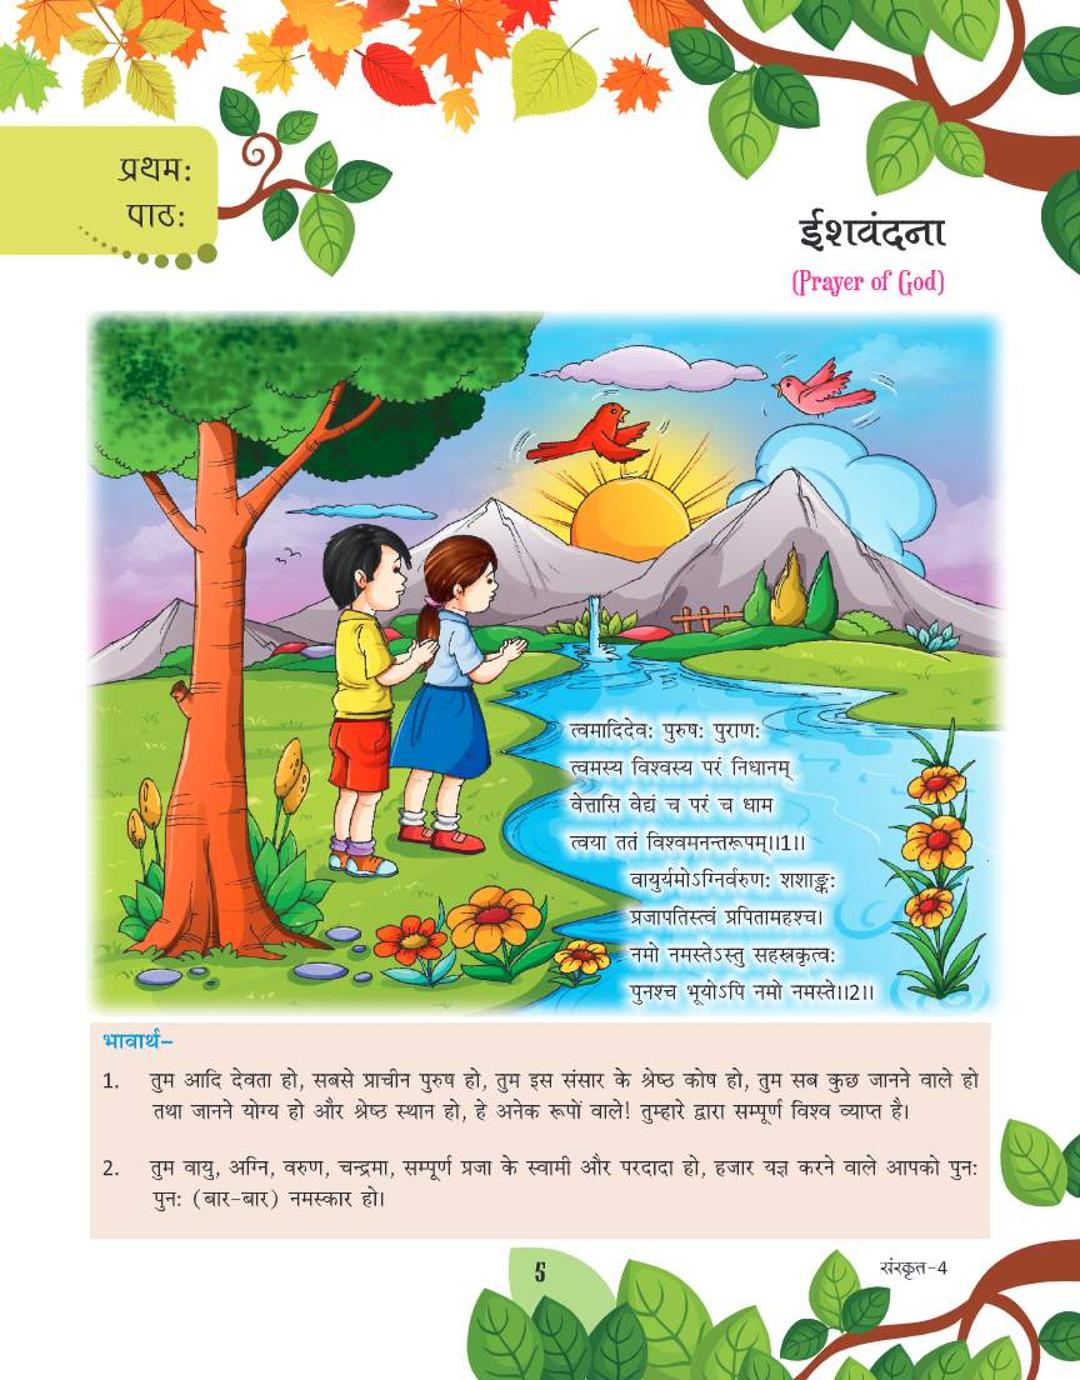 प्रथम:
पाठ:
ईशवंदना
(Prayer of God)
त्वमादिदेव: पुरुष: पुराण:
त्वमस्य विश्वस्य परं निधानम्
वेत्तासि वेद्यं च परं च धाम
त्वया ततं विश्वमनन्तरूपम्॥1॥
वायुर्यमोऽग्निर्वरुण: शशाङ्क:
प्रजापतिस्त्वं प्रपितामहश्च।
नमो नमस्तेऽस्तु सहस्रकृत्व:
पुनश्च भूयोऽपि नमो नमस्ते॥2॥
भावार्थ–
1. तुम आदि देवता हो, सबसे प्राचीन पुरुष हो, तुम इस संसार के श्रेष्ठ कोष हो, तुम सब कुछ जानने वाले हो
तथा जानने योग्य हो और श्रेष्ठ स्थान हो, हे अनेक रूपों वाले! तुम्हारे द्वारा सम्पूर्ण विश्व व्याप्त है।
2. तुम वायु, अग्नि, वरुण, चन्द्रमा, सम्पूर्ण प्रजा के स्वामी और परदादा हो, हजार यज्ञ करने वाले आपको पुन:
पुन: (बार-बार) नमस्कार हो।
5
संस्कृत-4